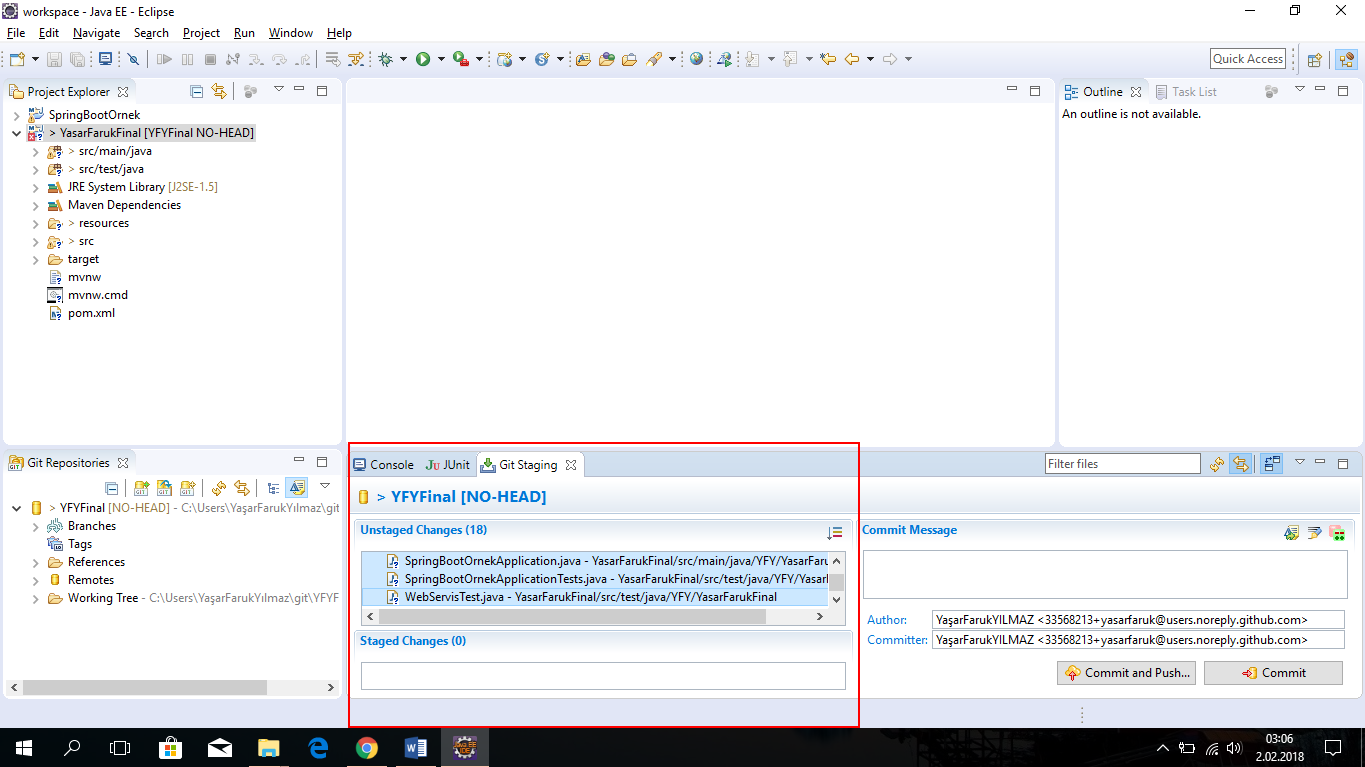 workspace - Java EE - Eclipse
File Edit Navigate Search Project Run Window Help
Quick Access
Project Explorer
SpringBootOrnek
> YasarFarukFinal [YFYFinal NO-HEAD]
> src/main/java
> src/test/java
JRE System Library [J2SE-1.5]
Maven Dependencies
> resources
> src
target
mvnw
mvnw.cmd
pom.xml
Outline
Task List
An outline is not available.
Git Repositories
> YFYFinal [NO-HEAD] - C:\Users\YaşarFarukYılmaz\git
Branches
Tags
References
Remotes
Working Tree - C:\Users\YaşarFarukYılmaz\git\YFYF
Console
JUnit
Git Staging
Filter files
> YFYFinal [NO-HEAD]
Unstaged Changes (18)
SpringBootOrnekApplication.java - YasarFarukFinal/src/main/java/YFY/YasarFaru
SpringBootOrnekApplicationTests.java - YasarFarukFinal/src/test/java/YFY/Yasarl
WebServisTest.java - YasarFarukFinal/src/test/java/YFY/YasarFarukFinal
Staged Changes (0)
Commit Message
Author: YaşarFarukYILMAZ <33568213+yasarfaruk@users.noreply.github.com>
Committer: YaşarFarukYILMAZ <33568213+yasarfaruk@users.noreply.github.com>
Commit and Push...
Commit
03:06
2.02.2018